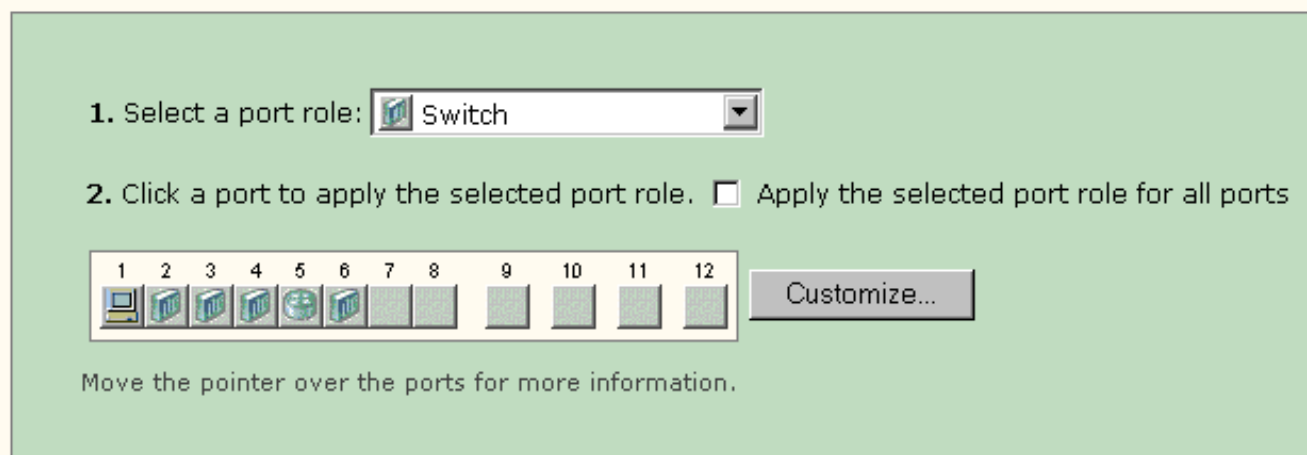 1. Select a port role: Switch
2. Click a port to apply the selected port role. Apply the selected port role for all ports
1 2 3 4 5 6 7 8 9 10 11 12
Customize...
Move the pointer over the ports for more information.